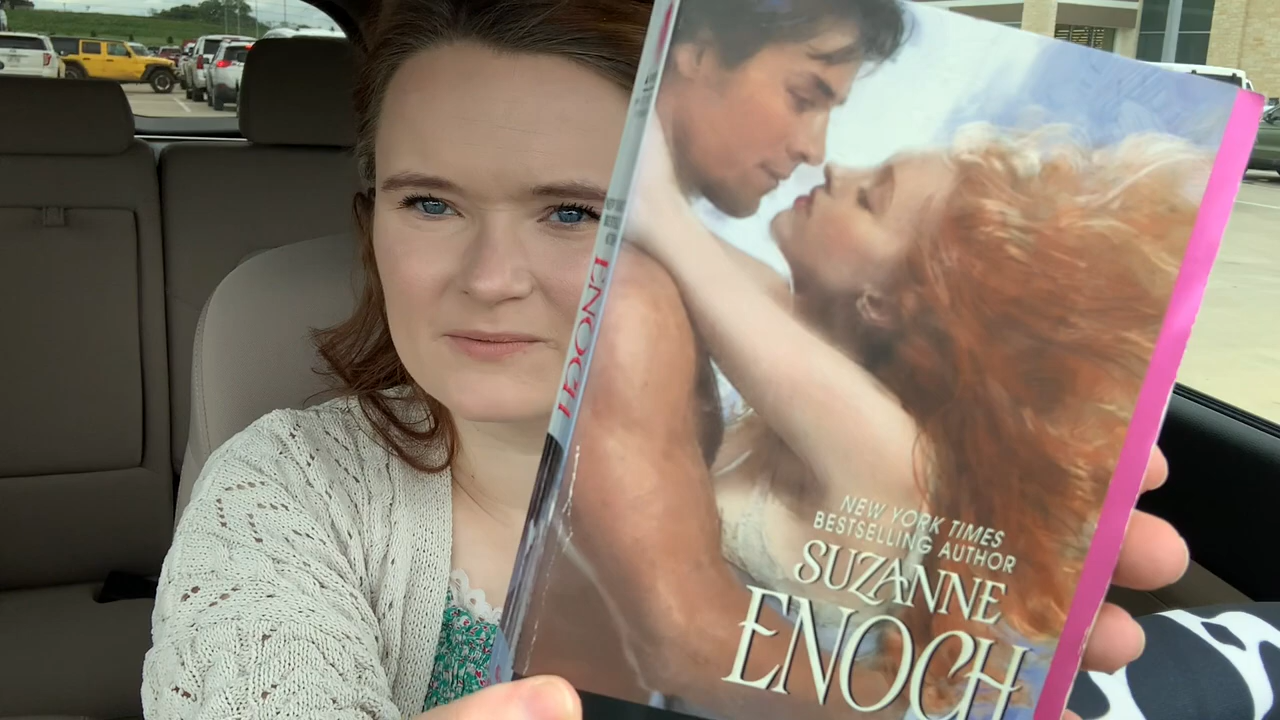 ENOCH
NEW YORK TIMES
BESTSELLING AUTHOR
SUZANNE
ENOCH